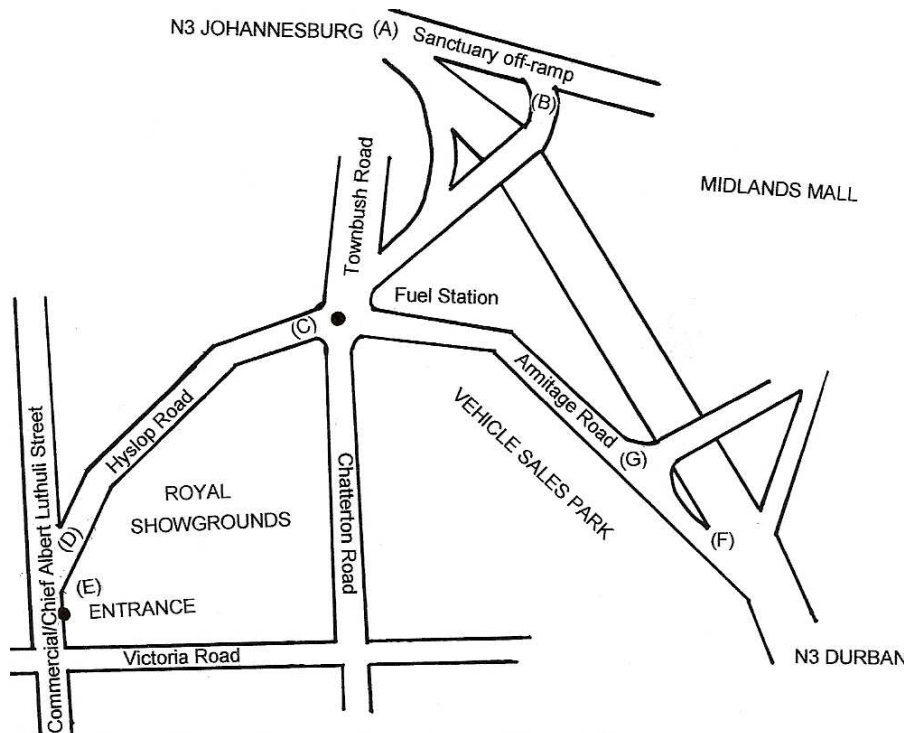 N3 JOHANNESBURG (A)
Sanctuary off-ramp
(B)
Townbush Road
MIDLANDS MALL
Fuel Station
(C)
Hyslop Road
Armitage Road
VEHICLE SALES PARK
(G)
Commercial/Chief Albert Luthuli Street
Chatterton Road
ROYAL
SHOWGROUNDS
(D)
(F)
(E)
ENTRANCE
Victoria Road
N3 DURBAN